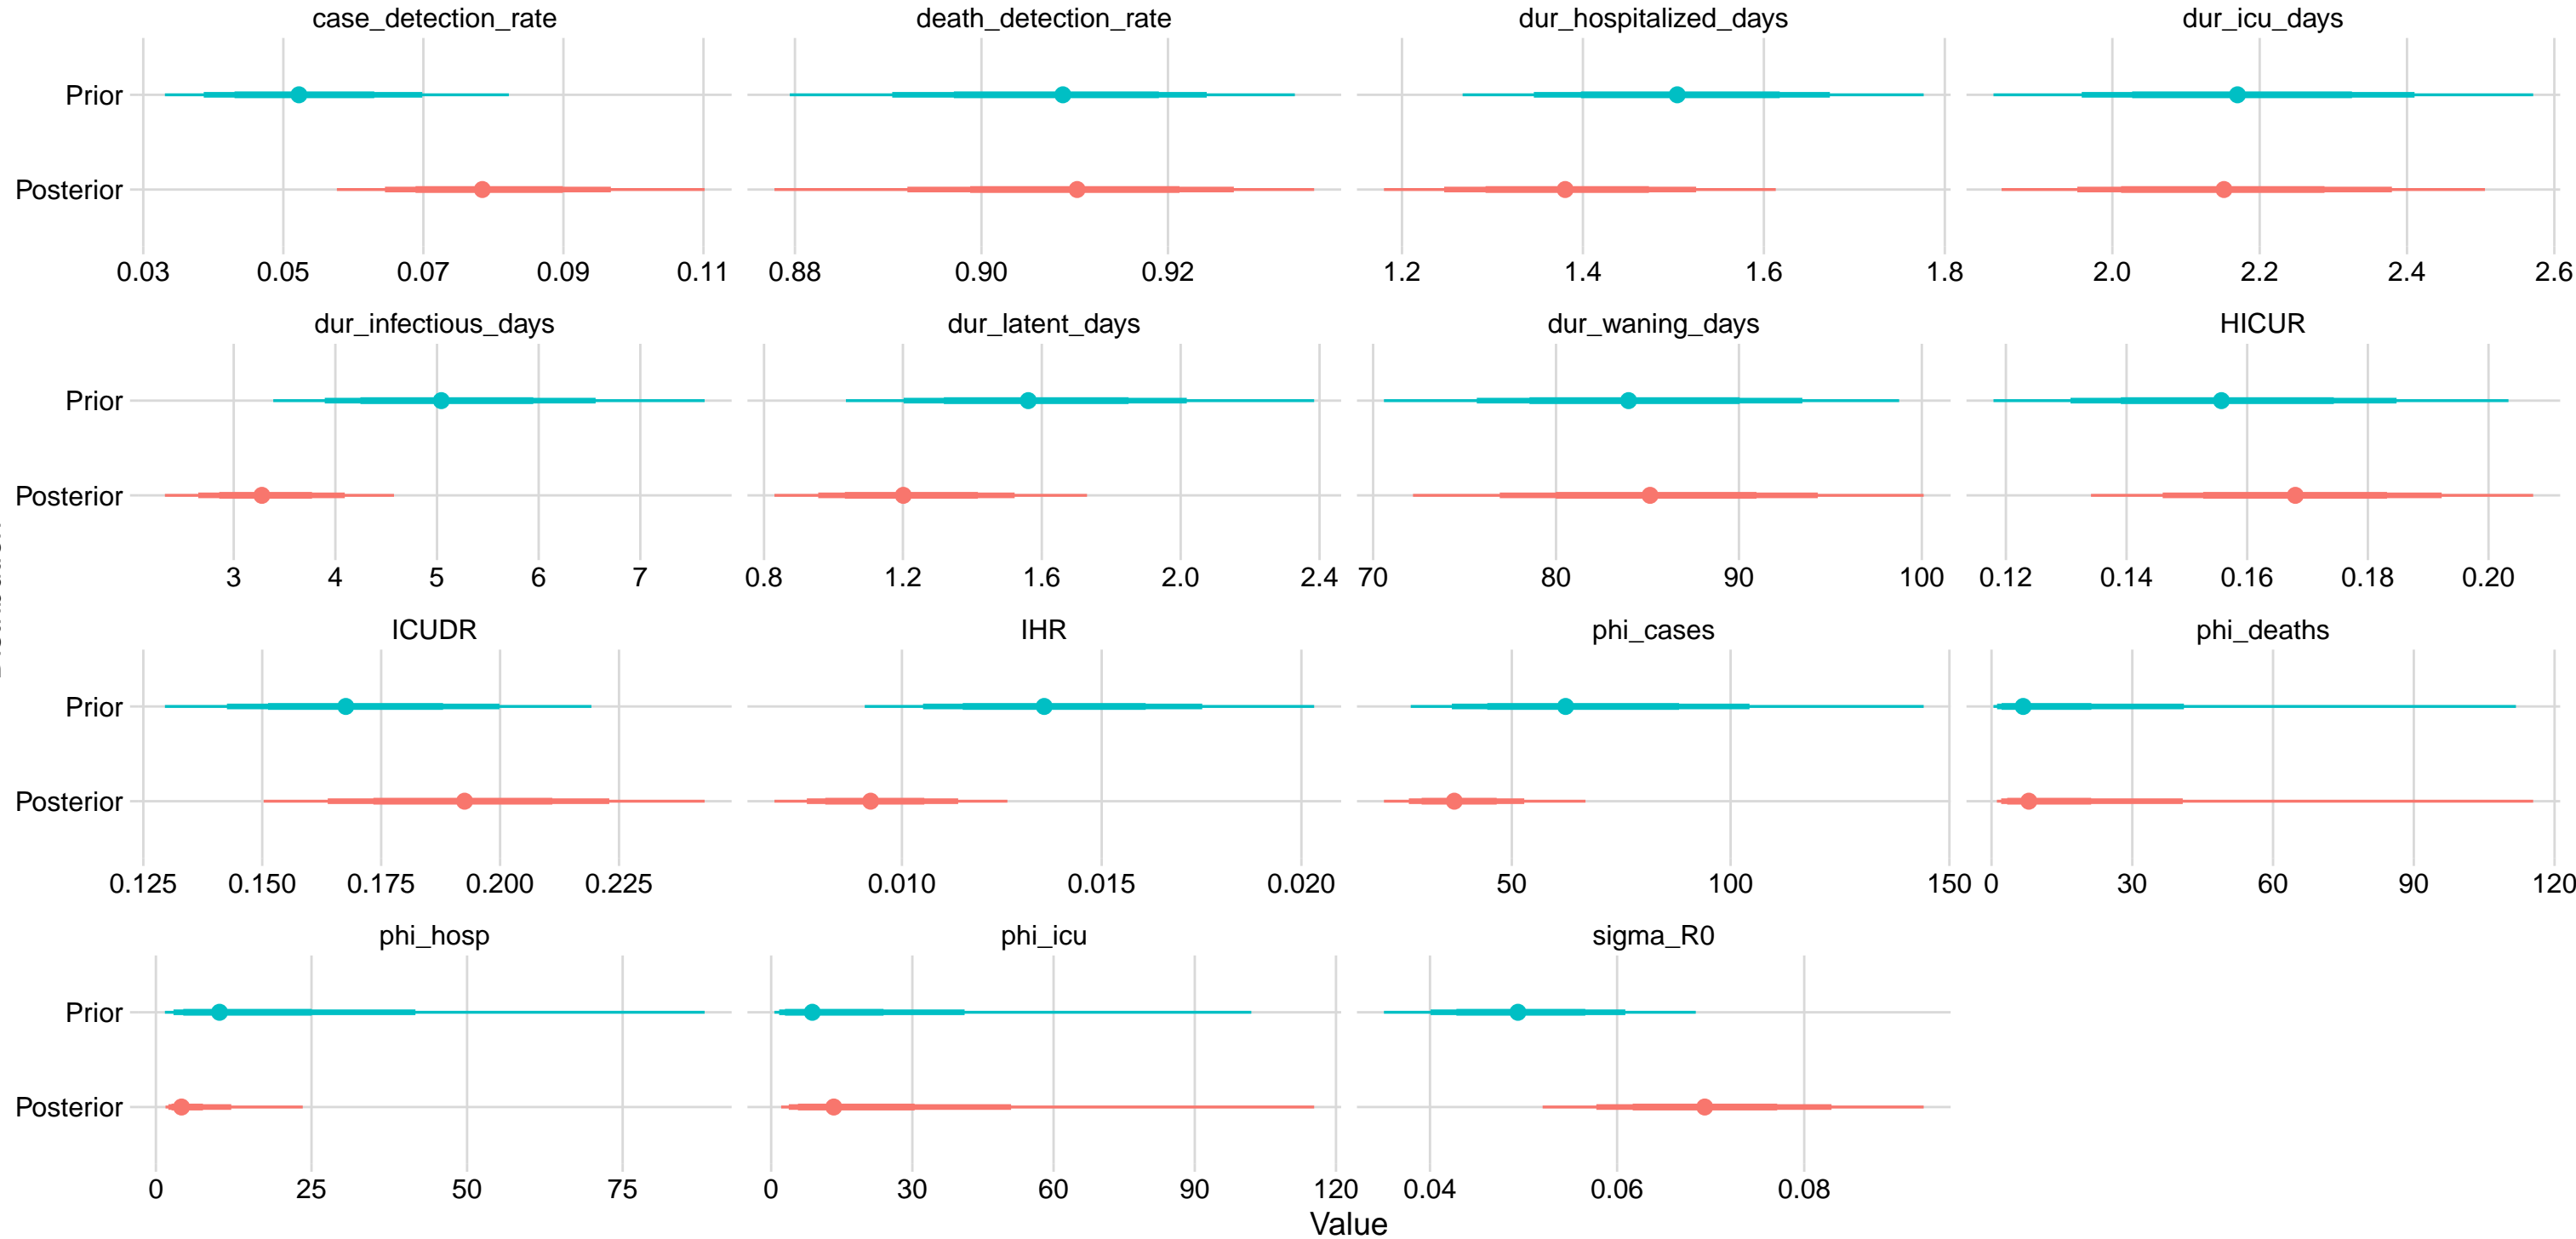 case_detection_rate death_detection_rate dur_hospitalized_days dur_icu_days
Prior
Posterior
0.03 0.05 0.07 0.09 0.11 0.88 0.90 0.92 1.2 1.4 1.6 1.8 2.0 2.2 2.4 2.6
dur_infectious_days dur_latent_days dur_waning_days HICUR
Prior
Posterior
3 4 5 6 7 0.8 1.2 1.6 2.0 2.4 70 80 90 100 0.12 0.14 0.16 0.18 0.20
ICUDR IHR phi_cases phi_deaths
Prior
Posterior
0.125 0.150 0.175 0.200 0.225 0.010 0.015 0.020 50 100 150 0 30 60 90 120
phi_hosp phi_icu sigma_R0
Prior
Posterior
0 25 50 75 0 30 60 90 120 0.04 0.06 0.08
Value